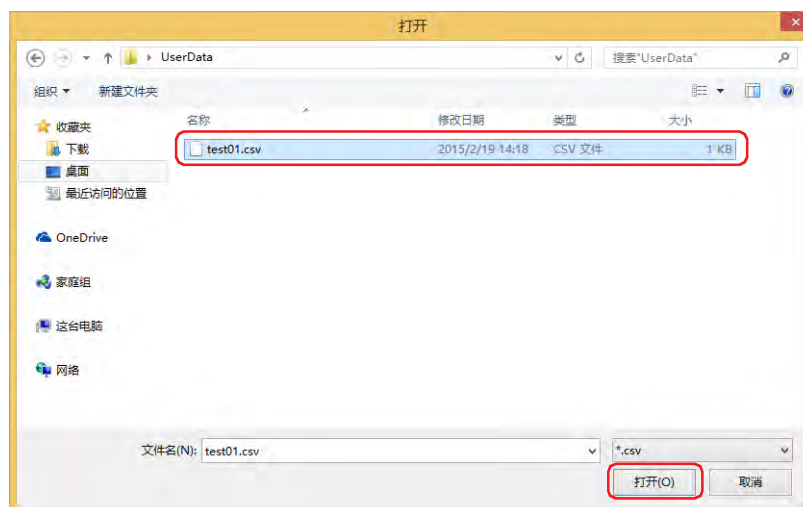 打开
UserData 搜索"UserData"
组织 新建文件夹
名称 修改日期 类型 大小
收藏夹
test01.csv 2015/2/19 14:18 CSV 文件 1 KB
下载
桌面
最近访问的位置
OneDrive
家庭组
这台电脑
网络
文件名(N): test01.csv *.csv
打开(O) 取消